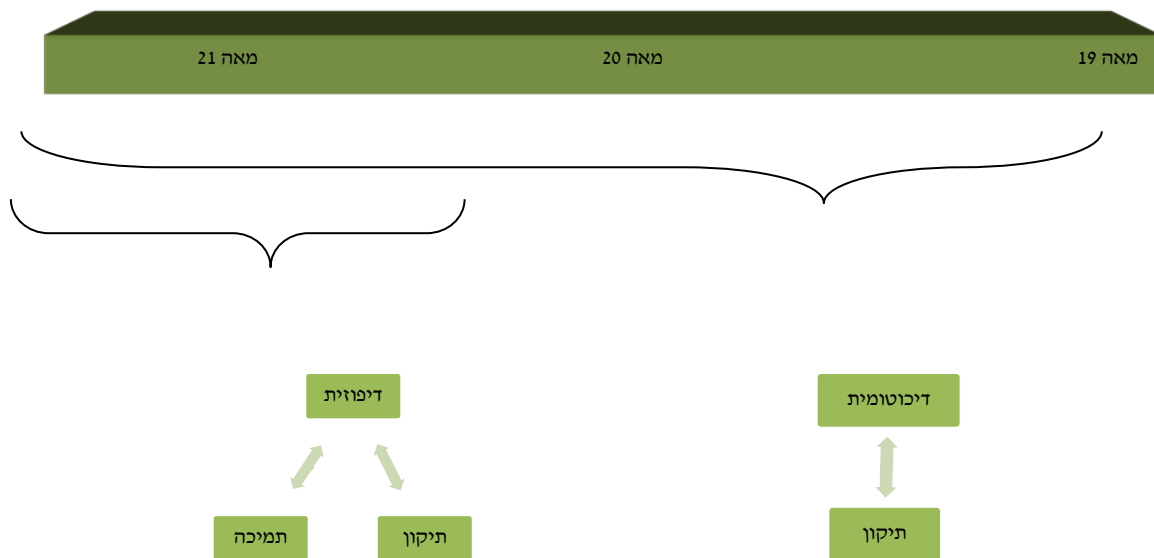 מאה 19
מאה 20
מאה 21
דיכוטומית
דיפוזית
תיקון
תיקון
תמיכה